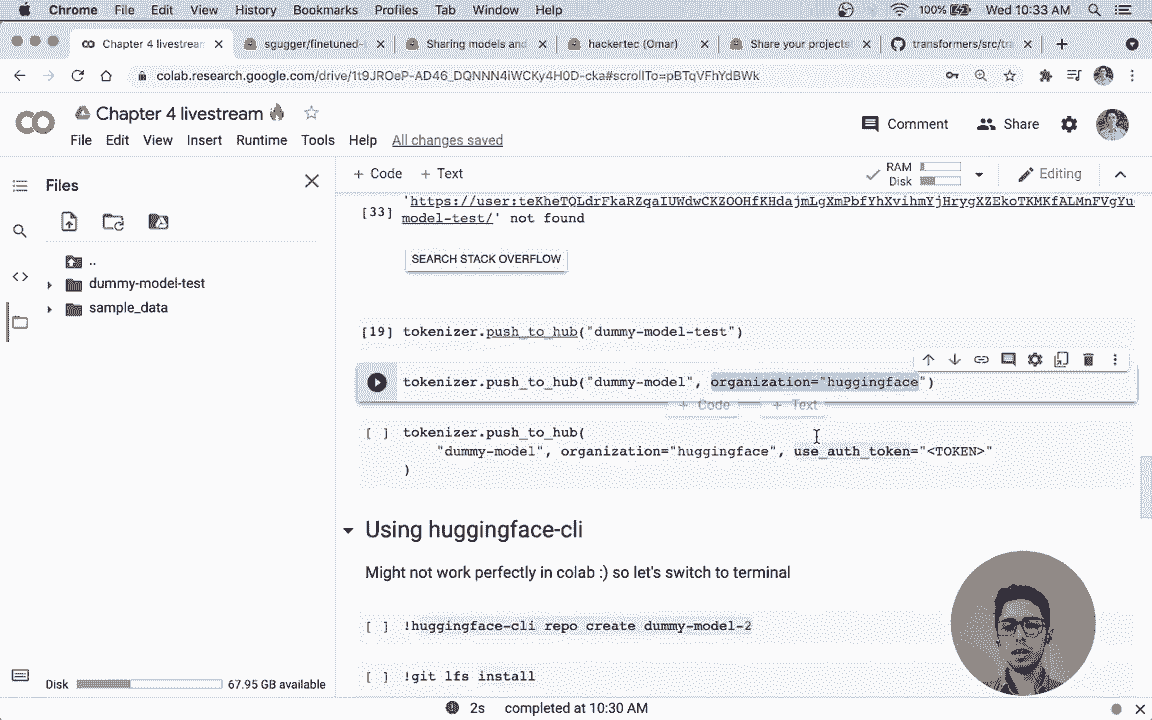 Chrome File Edit View History Bookmarks Profiles Tab Window Help 100% Wed 10:33 AM
Chapter 4 livestream sgugger/finetuned- Sharing models and hackertec (Omar) Share your projects transformers/src/tra
colab.research.google.com/drive/1t9JROeP-AD46_DQNNN4iWCKy4H0D-cka#scrollTo=pBTqVFhYdBWk
Chapter 4 livestream 🔥
Comment Share
File Edit View Insert Runtime Tools Help All changes saved
Files
+ Code + Text
RAM
Disk
Editing
[33]
model-test/' not found
SEARCH STACK OVERFLOW
..
dummy-model-test
sample_data
[19] tokenizer.push_to_hub("dummy-model-test")
tokenizer.push_to_hub("dummy-model", organization="huggingface")
+ Code + Text
[ ] tokenizer.push_to_hub(
"dummy-model", organization="huggingface", use_auth_token="<TOKEN>"
)
Using huggingface-cli
Might not work perfectly in colab :) so let's switch to terminal
[ ] !huggingface-cli repo create dummy-model-2
[ ] !git lfs install
Disk 67.95 GB available
2s completed at 10:30 AM